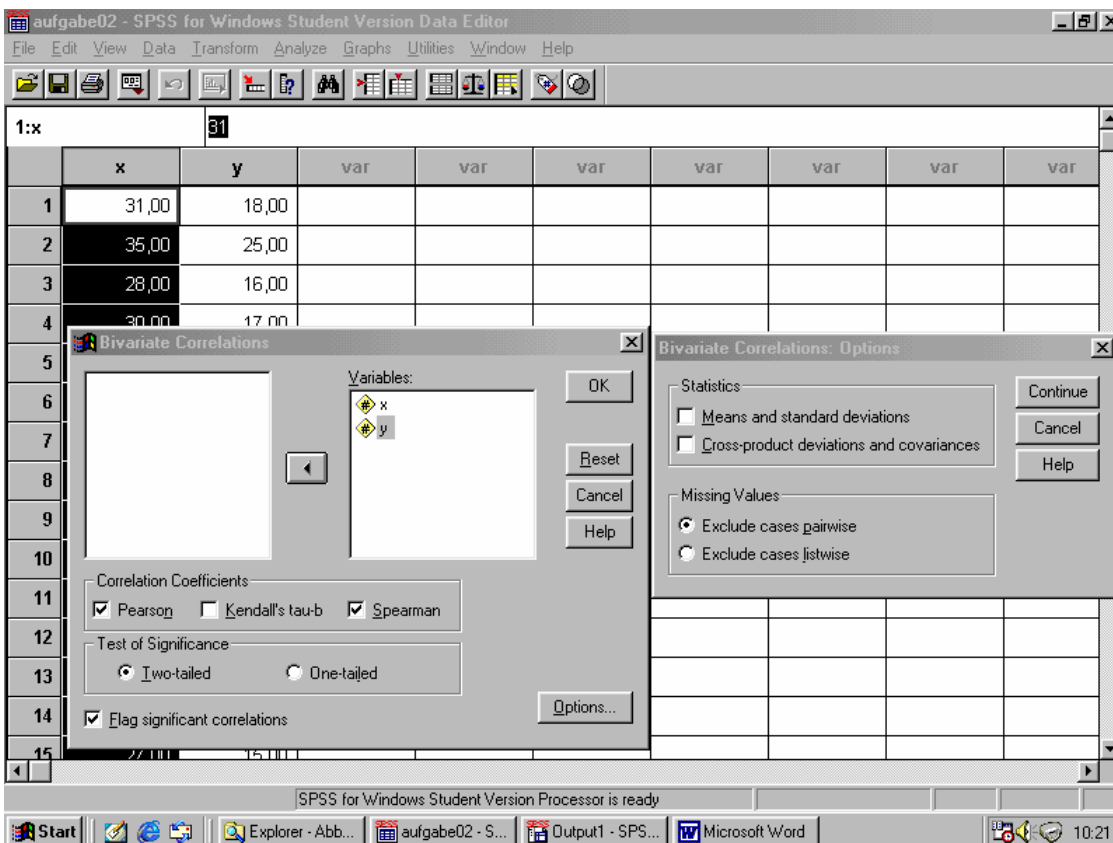 aufgabe02 - SPSS for Windows Student Version Data Editor
File Edit View Data Transform Analyze Graphs Utilities Window Help
1:x 31
x y var var var var var var var
1 31,00 18,00
2 35,00 25,00
3 28,00 16,00
4 30,00 17,00
5
6
7
8
9
10
11
12
13
14
15 27,00 15,00
Bivariate Correlations
Variables:
x
y
OK
Reset
Cancel
Help
Correlation Coefficients
Pearson Kendall's tau-b Spearman
Test of Significance
Two-tailed One-tailed
Flag significant correlations
Options...
Bivariate Correlations: Options
Statistics
Means and standard deviations
Cross-product deviations and covariances
Missing Values
Exclude cases pairwise
Exclude cases listwise
Continue
Cancel
Help
SPSS for Windows Student Version Processor is ready
Start Explorer - Abb... aufgabe02 - S... Output1 - SPS... Microsoft Word 10:21